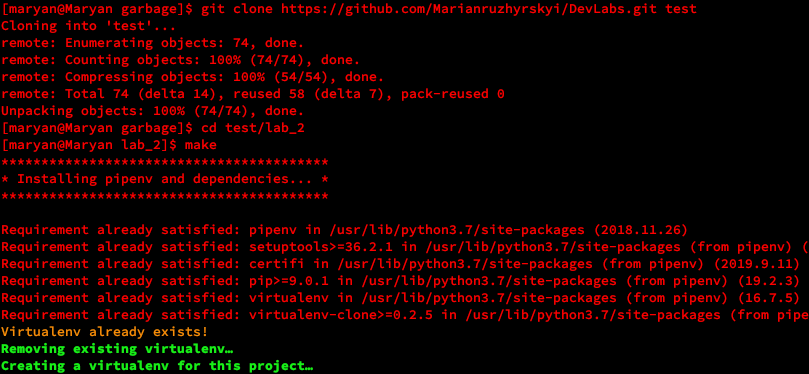 [maryan@Maryan garbage]$ git clone https://github.com/Marianruzhyrskyi/DevLabs.git test
Cloning into 'test'...
remote: Enumerating objects: 74, done.
remote: Counting objects: 100% (74/74), done.
remote: Compressing objects: 100% (54/54), done.
remote: Total 74 (delta 14), reused 58 (delta 7), pack-reused 0
Unpacking objects: 100% (74/74), done.
[maryan@Maryan garbage]$ cd test/lab_2
[maryan@Maryan lab_2]$ make
*****************************************
* Installing pipenv and dependencies... *
*****************************************
Requirement already satisfied: pipenv in /usr/lib/python3.7/site-packages (2018.11.26)
Requirement already satisfied: setuptools>=36.2.1 in /usr/lib/python3.7/site-packages (from pipenv) (
Requirement already satisfied: certifi in /usr/lib/python3.7/site-packages (from pipenv) (2019.9.11)
Requirement already satisfied: pip>=9.0.1 in /usr/lib/python3.7/site-packages (from pipenv) (19.2.3)
Requirement already satisfied: virtualenv in /usr/lib/python3.7/site-packages (from pipenv) (16.7.5)
Requirement already satisfied: virtualenv-clone>=0.2.5 in /usr/lib/python3.7/site-packages (from pipe
Virtualenv already exists!
Removing existing virtualenv…
Creating a virtualenv for this project…